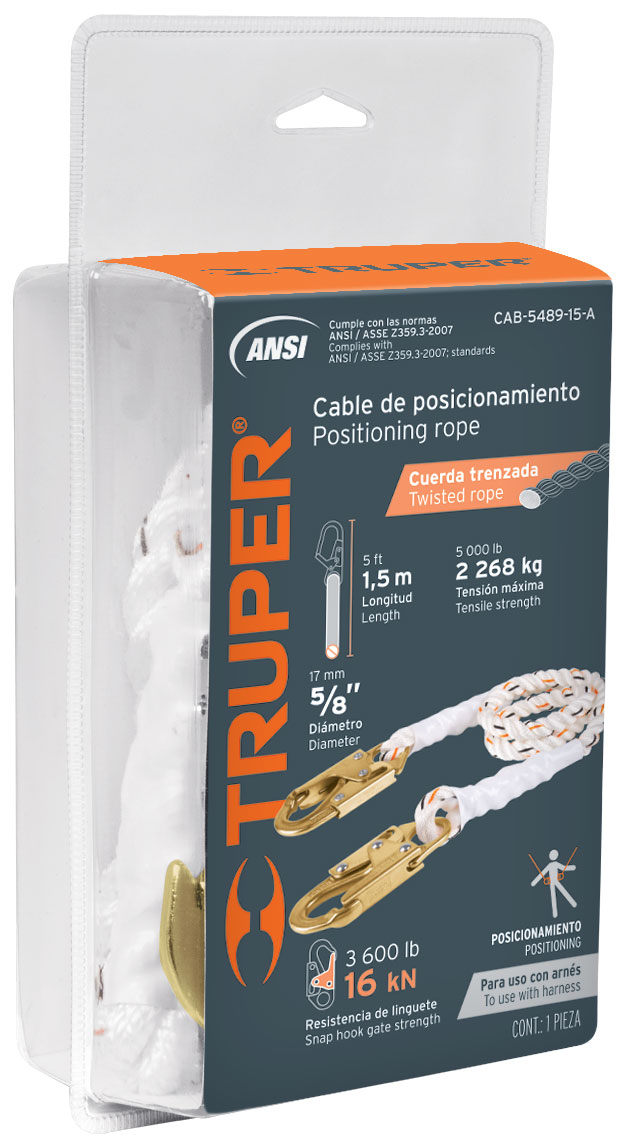 TRUPER®
ANSI
Cumple con las normas
ANSI / ASSE Z359.3-2007
Complies with
ANSI / ASSE Z359.3-2007; standards
CAB-5489-15-A
Cable de posicionamiento
Positioning rope
Cuerda trenzada
Twisted rope
TRUPER®
5 ft
1,5 m
Longitud
Length
5 000 lb
2 268 kg
Tensión máxima
Tensile strength
17 mm
5/8"
Diámetro
Diameter
POSICIONAMIENTO
POSITIONING
3 600 lb
16 kN
Resistencia de linguete
Snap hook gate strength
Para uso con arnés
To use with harness
CONT.: 1 PIEZA